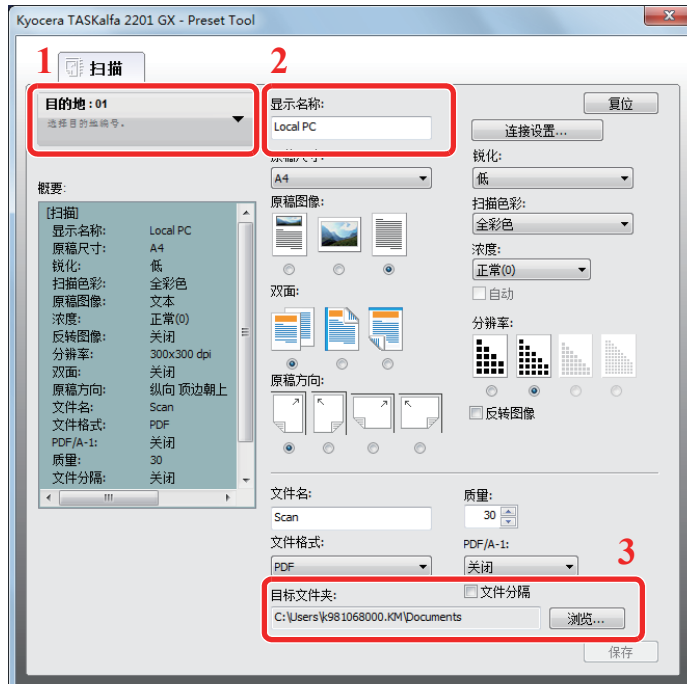 Kyocera TASKalfa 2201 GX - Preset Tool
1
扫描
2
目的地 : 01
选择目的地编号。
显示名称:
Local PC
复位
连接设置...
原稿尺寸:
A4
锐化:
低
概要:
[扫描]
显示名称: Local PC
原稿尺寸: A4
锐化: 低
扫描色彩: 全彩色
原稿图像: 文本
浓度: 正常(0)
反转图像: 关闭
分辨率: 300x300 dpi
双面: 关闭
原稿方向: 纵向 顶边朝上
文件名: Scan
文件格式: PDF
PDF/A-1: 关闭
质量: 30
文件分隔: 关闭
原稿图像:
扫描色彩:
全彩色
浓度:
正常(0)
自动
双面:
分辨率:
原稿方向:
反转图像
文件名:
Scan
质量:
30
文件格式:
PDF
PDF/A-1:
关闭
3
目标文件夹:
文件分隔
C:\Users\k981068000.KM\Documents
浏览...
保存